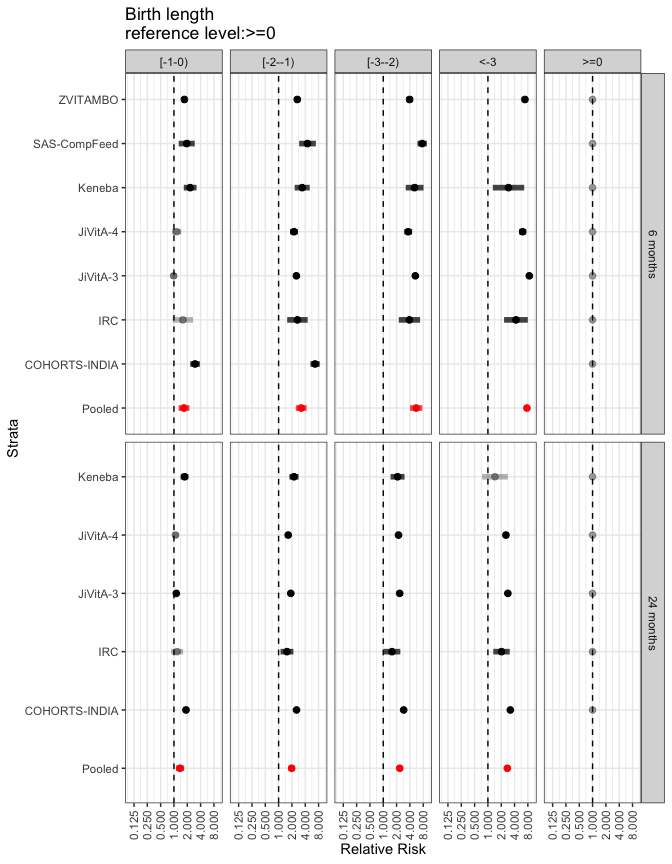 Birth length
reference level:>=0
[-1-0) [-2--1) [-3--2) <-3 >=0
ZVITAMBO
SAS-CompFeed
Keneba
JiVitA-4
JiVitA-3
IRC
COHORTS-INDIA
Pooled
6 months
Strata
Keneba
JiVitA-4
JiVitA-3
IRC
COHORTS-INDIA
Pooled
24 months
0.125 0.250 0.500 1.000 2.000 4.000 8.000 0.125 0.250 0.500 1.000 2.000 4.000 8.000 0.125 0.250 0.500 1.000 2.000 4.000 8.000 0.125 0.250 0.500 1.000 2.000 4.000 8.000 0.125 0.250 0.500 1.000 2.000 4.000 8.000
Relative Risk